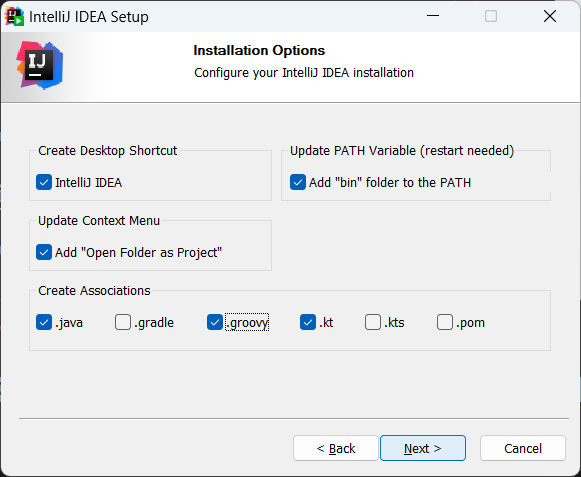 IntelliJ IDEA Setup
IJ
Installation Options
Configure your IntelliJ IDEA installation
Create Desktop Shortcut
IntelliJ IDEA
Update PATH Variable (restart needed)
Add "bin" folder to the PATH
Update Context Menu
Add "Open Folder as Project"
Create Associations
.java .gradle .groovy .kt .kts .pom
< Back Next > Cancel